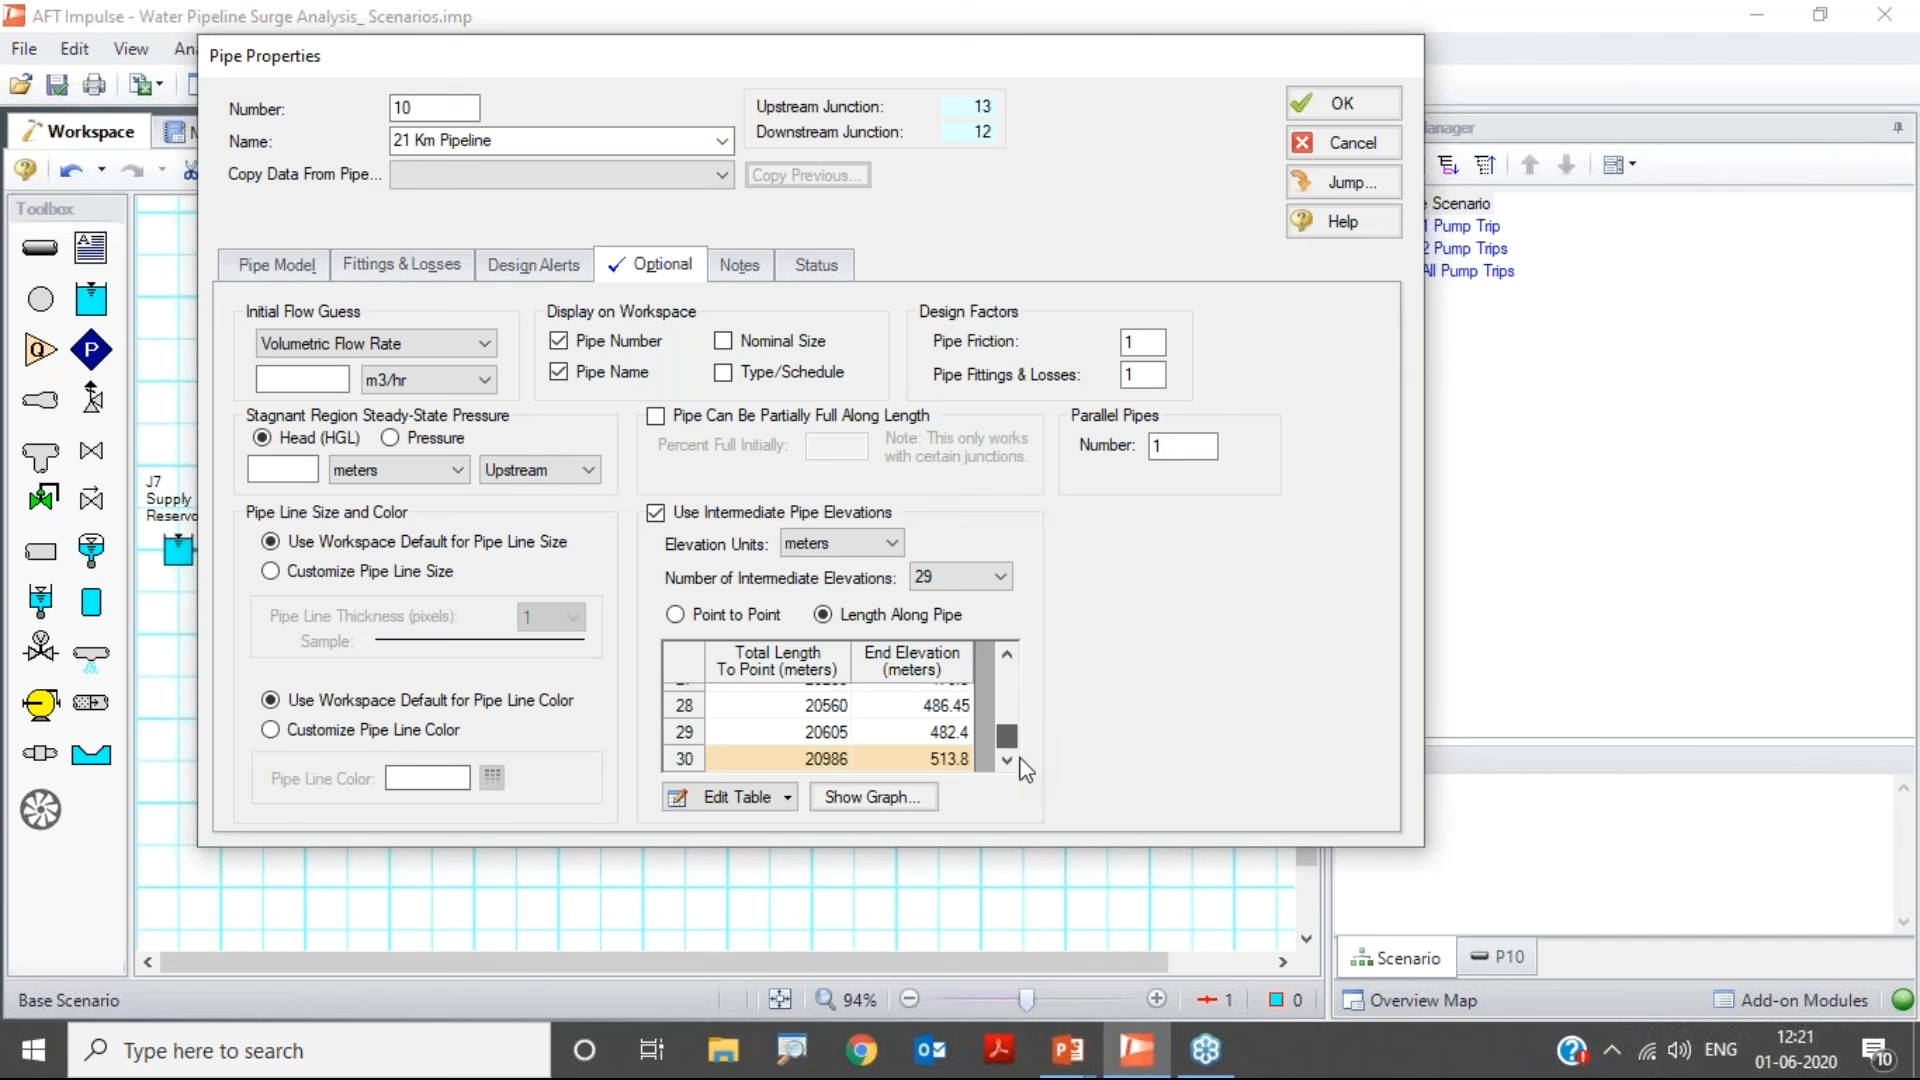 AFT Impulse - Water Pipeline Surge Analysis_ Scenarios.imp
File Edit View
Pipe Properties
Number: 10
Name: 21 Km Pipeline
Copy Data From Pipe... Copy Previous...
Upstream Junction: 13
Downstream Junction: 12
OK
Cancel
Jump...
Help
Workspace
Toolbox
Pipe Model Fittings & Losses Design Alerts Optional Notes Status
Initial Flow Guess
Volumetric Flow Rate
m3/hr
Display on Workspace
Pipe Number Nominal Size
Pipe Name Type/Schedule
Design Factors
Pipe Friction: 1
Pipe Fittings & Losses: 1
Stagnant Region Steady-State Pressure
Head (HGL) Pressure
meters Upstream
Pipe Can Be Partially Full Along Length
Percent Full Initially:
Note: This only works
with certain junctions.
Parallel Pipes
Number: 1
Pipe Line Size and Color
Use Workspace Default for Pipe Line Size
Customize Pipe Line Size
Pipe Line Thickness (pixels): 1
Sample:
Use Workspace Default for Pipe Line Color
Customize Pipe Line Color
Pipe Line Color:
Use Intermediate Pipe Elevations
Elevation Units: meters
Number of Intermediate Elevations: 29
Point to Point Length Along Pipe
Total Length End Elevation
To Point (meters) (meters)
28 20560 486.45
29 20605 482.4
30 20986 513.8
Edit Table Show Graph...
J7
Supply
Scenario
1 Pump Trip
2 Pump Trips
All Pump Trips
Scenario P10
Base Scenario
94%
1 0
Overview Map Add-on Modules
Type here to search
ENG
12:21
01-06-2020
10